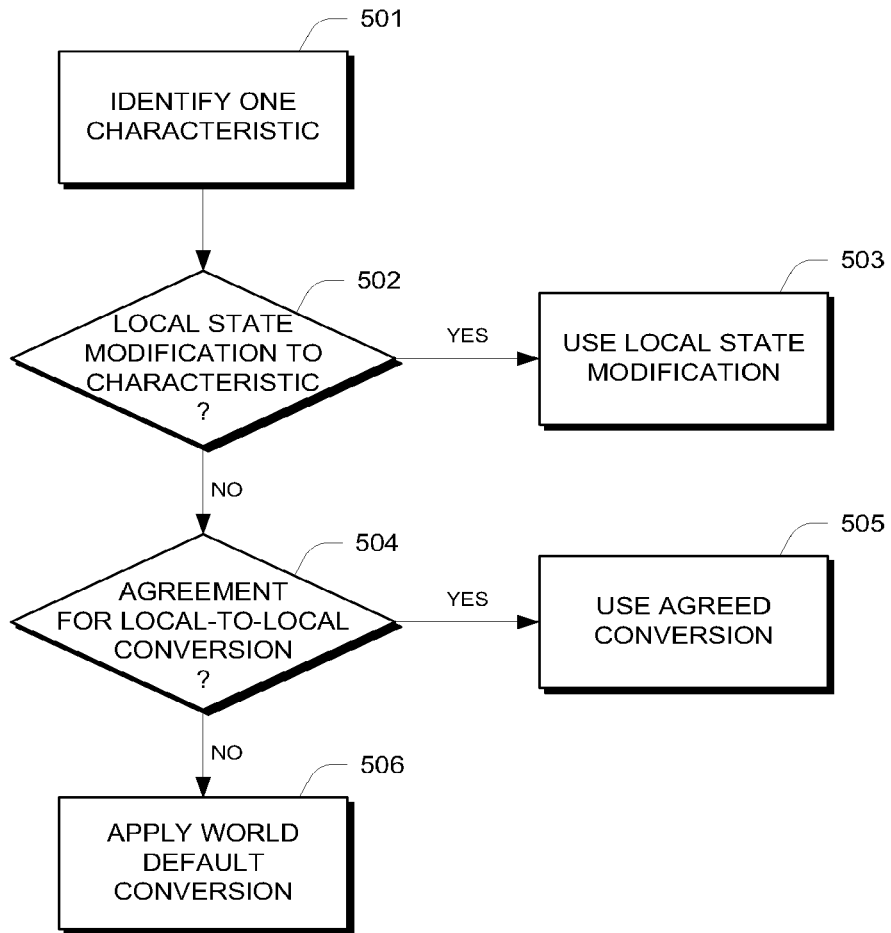 501
IDENTIFY ONE
CHARACTERISTIC
502
LOCAL STATE
MODIFICATION TO
CHARACTERISTIC
?
YES
503
USE LOCAL STATE
MODIFICATION
NO
504
AGREEMENT
FOR LOCAL-TO-LOCAL
CONVERSION
?
YES
505
USE AGREED
CONVERSION
NO
506
APPLY WORLD
DEFAULT
CONVERSION